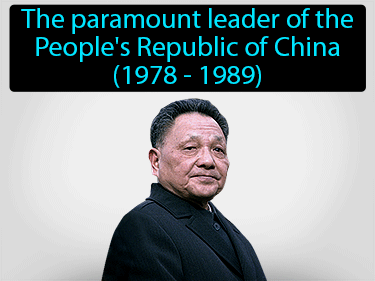 The paramount leader of the
People's Republic of China
(1978 - 1989)